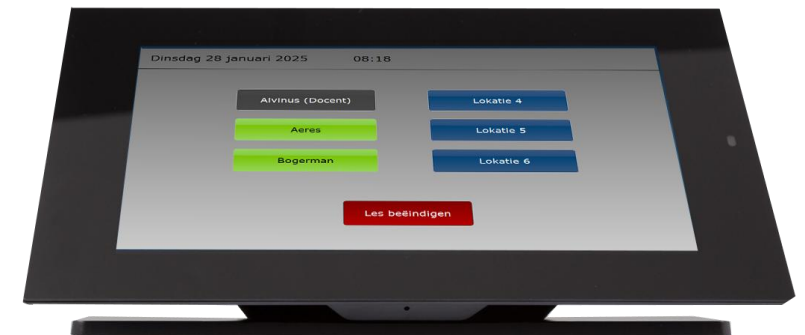 Dinsdag 28 januari 2025 08:18
Alvinus (Docent)
Aeres
Bogerman
Lokatie 4
Lokatie 5
Lokatie 6
Les beëindigen